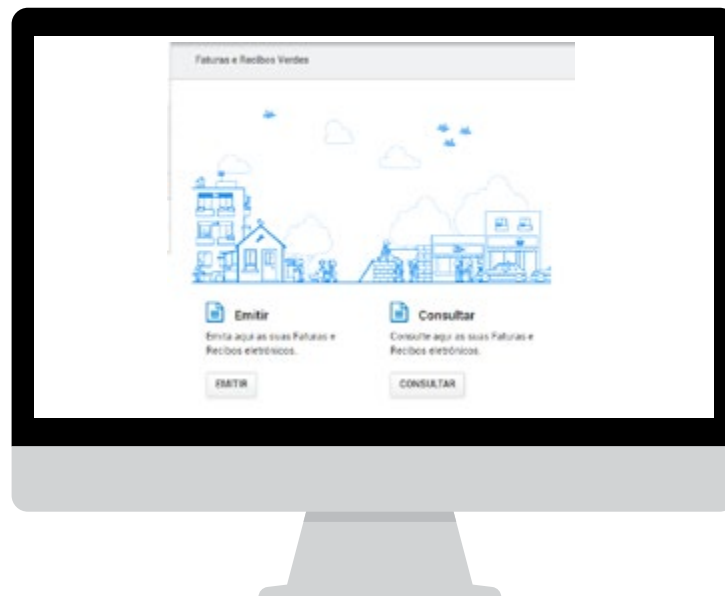 Faturas e Recibos Verdes
Emitir
Emita aqui as suas Faturas e
Recibos eletrónicos.
EMITIR
Consultar
Consulte aqui as suas Faturas e
Recibos eletrónicos.
CONSULTAR